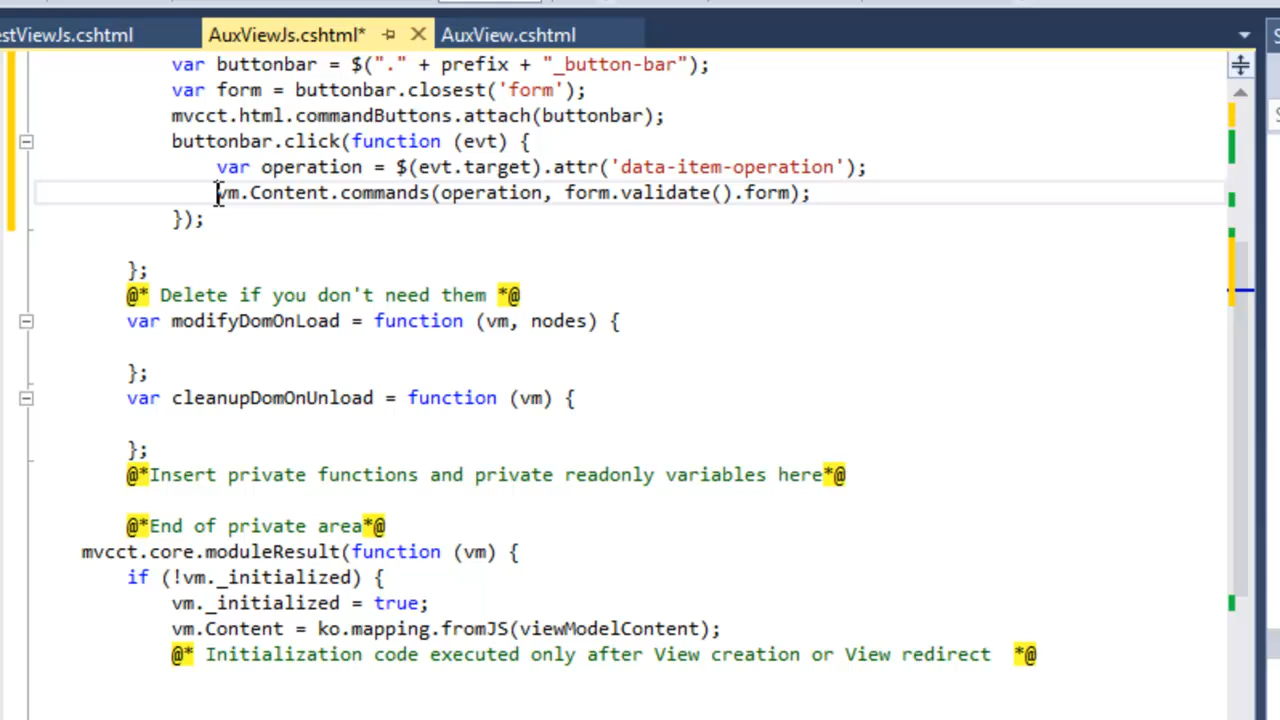 estViewJs.cshtml AuxViewJs.cshtml* AuxView.cshtml
var buttonbar = $("." + prefix + "_button-bar");
var form = buttonbar.closest('form');
mvcct.html.commandButtons.attach(buttonbar);
buttonbar.click(function (evt) {
var operation = $(evt.target).attr('data-item-operation');
vm.Content.commands(operation, form.validate().form);
});
};
@* Delete if you don't need them *@
var modifyDomOnLoad = function (vm, nodes) {
};
var cleanupDomOnUnload = function (vm) {
};
@*Insert private functions and private readonly variables here*@
@*End of private area*@
mvcct.core.moduleResult(function (vm) {
if (!vm._initialized) {
vm._initialized = true;
vm.Content = ko.mapping.fromJS(viewModelContent);
@* Initialization code executed only after View creation or View redirect *@